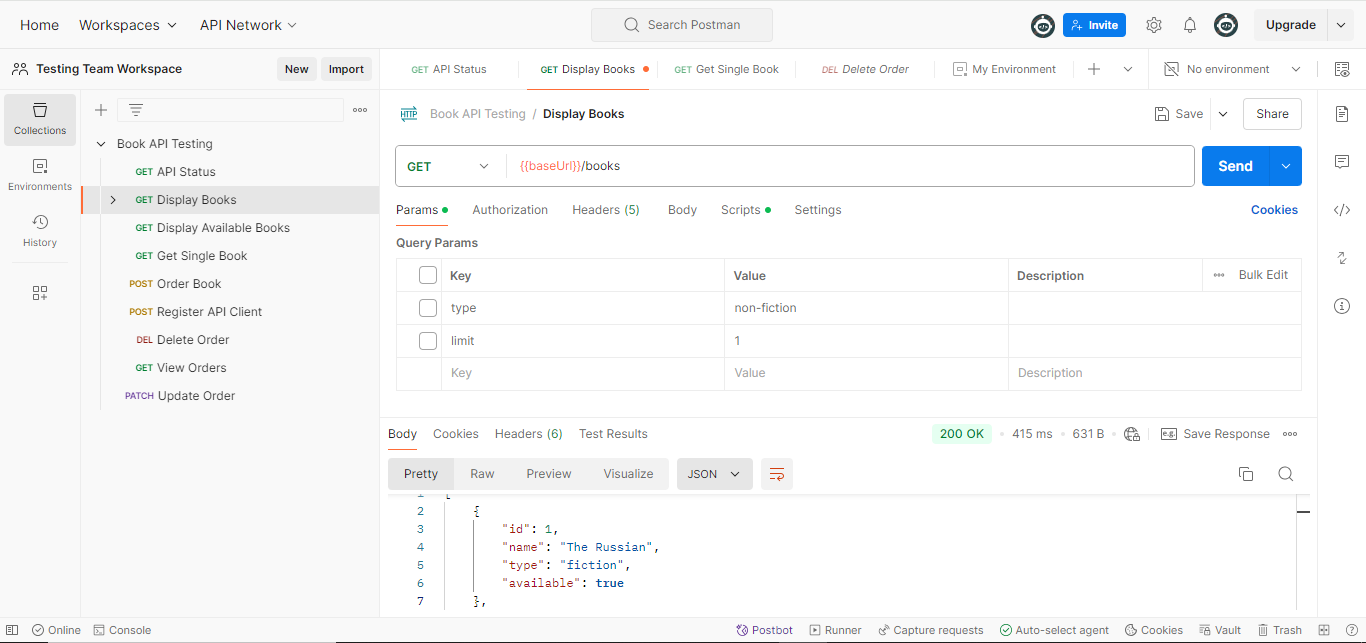 Home Workspaces API Network Search Postman Invite Upgrade
Testing Team Workspace New Import GET API Status GET Display Books GET Get Single Book DEL Delete Order My Environment No environment
Collections
Environments
History
Book API Testing
GET API Status
GET Display Books
GET Display Available Books
GET Get Single Book
POST Order Book
POST Register API Client
DEL Delete Order
GET View Orders
PATCH Update Order
HTTP Book API Testing / Display Books Save Share
GET {{baseUrl}}/books Send
Params Authorization Headers (5) Body Scripts Settings Cookies
Query Params
Key Value Description Bulk Edit
type non-fiction
limit 1
Key Value Description
Body Cookies Headers (6) Test Results 200 OK 415 ms 631 B e.g. Save Response
Pretty Raw Preview Visualize JSON
1 [
2 {
3 "id": 1,
4 "name": "The Russian",
5 "type": "fiction",
6 "available": true
7 },
Online Console Postbot Runner Capture requests Auto-select agent Cookies Vault Trash